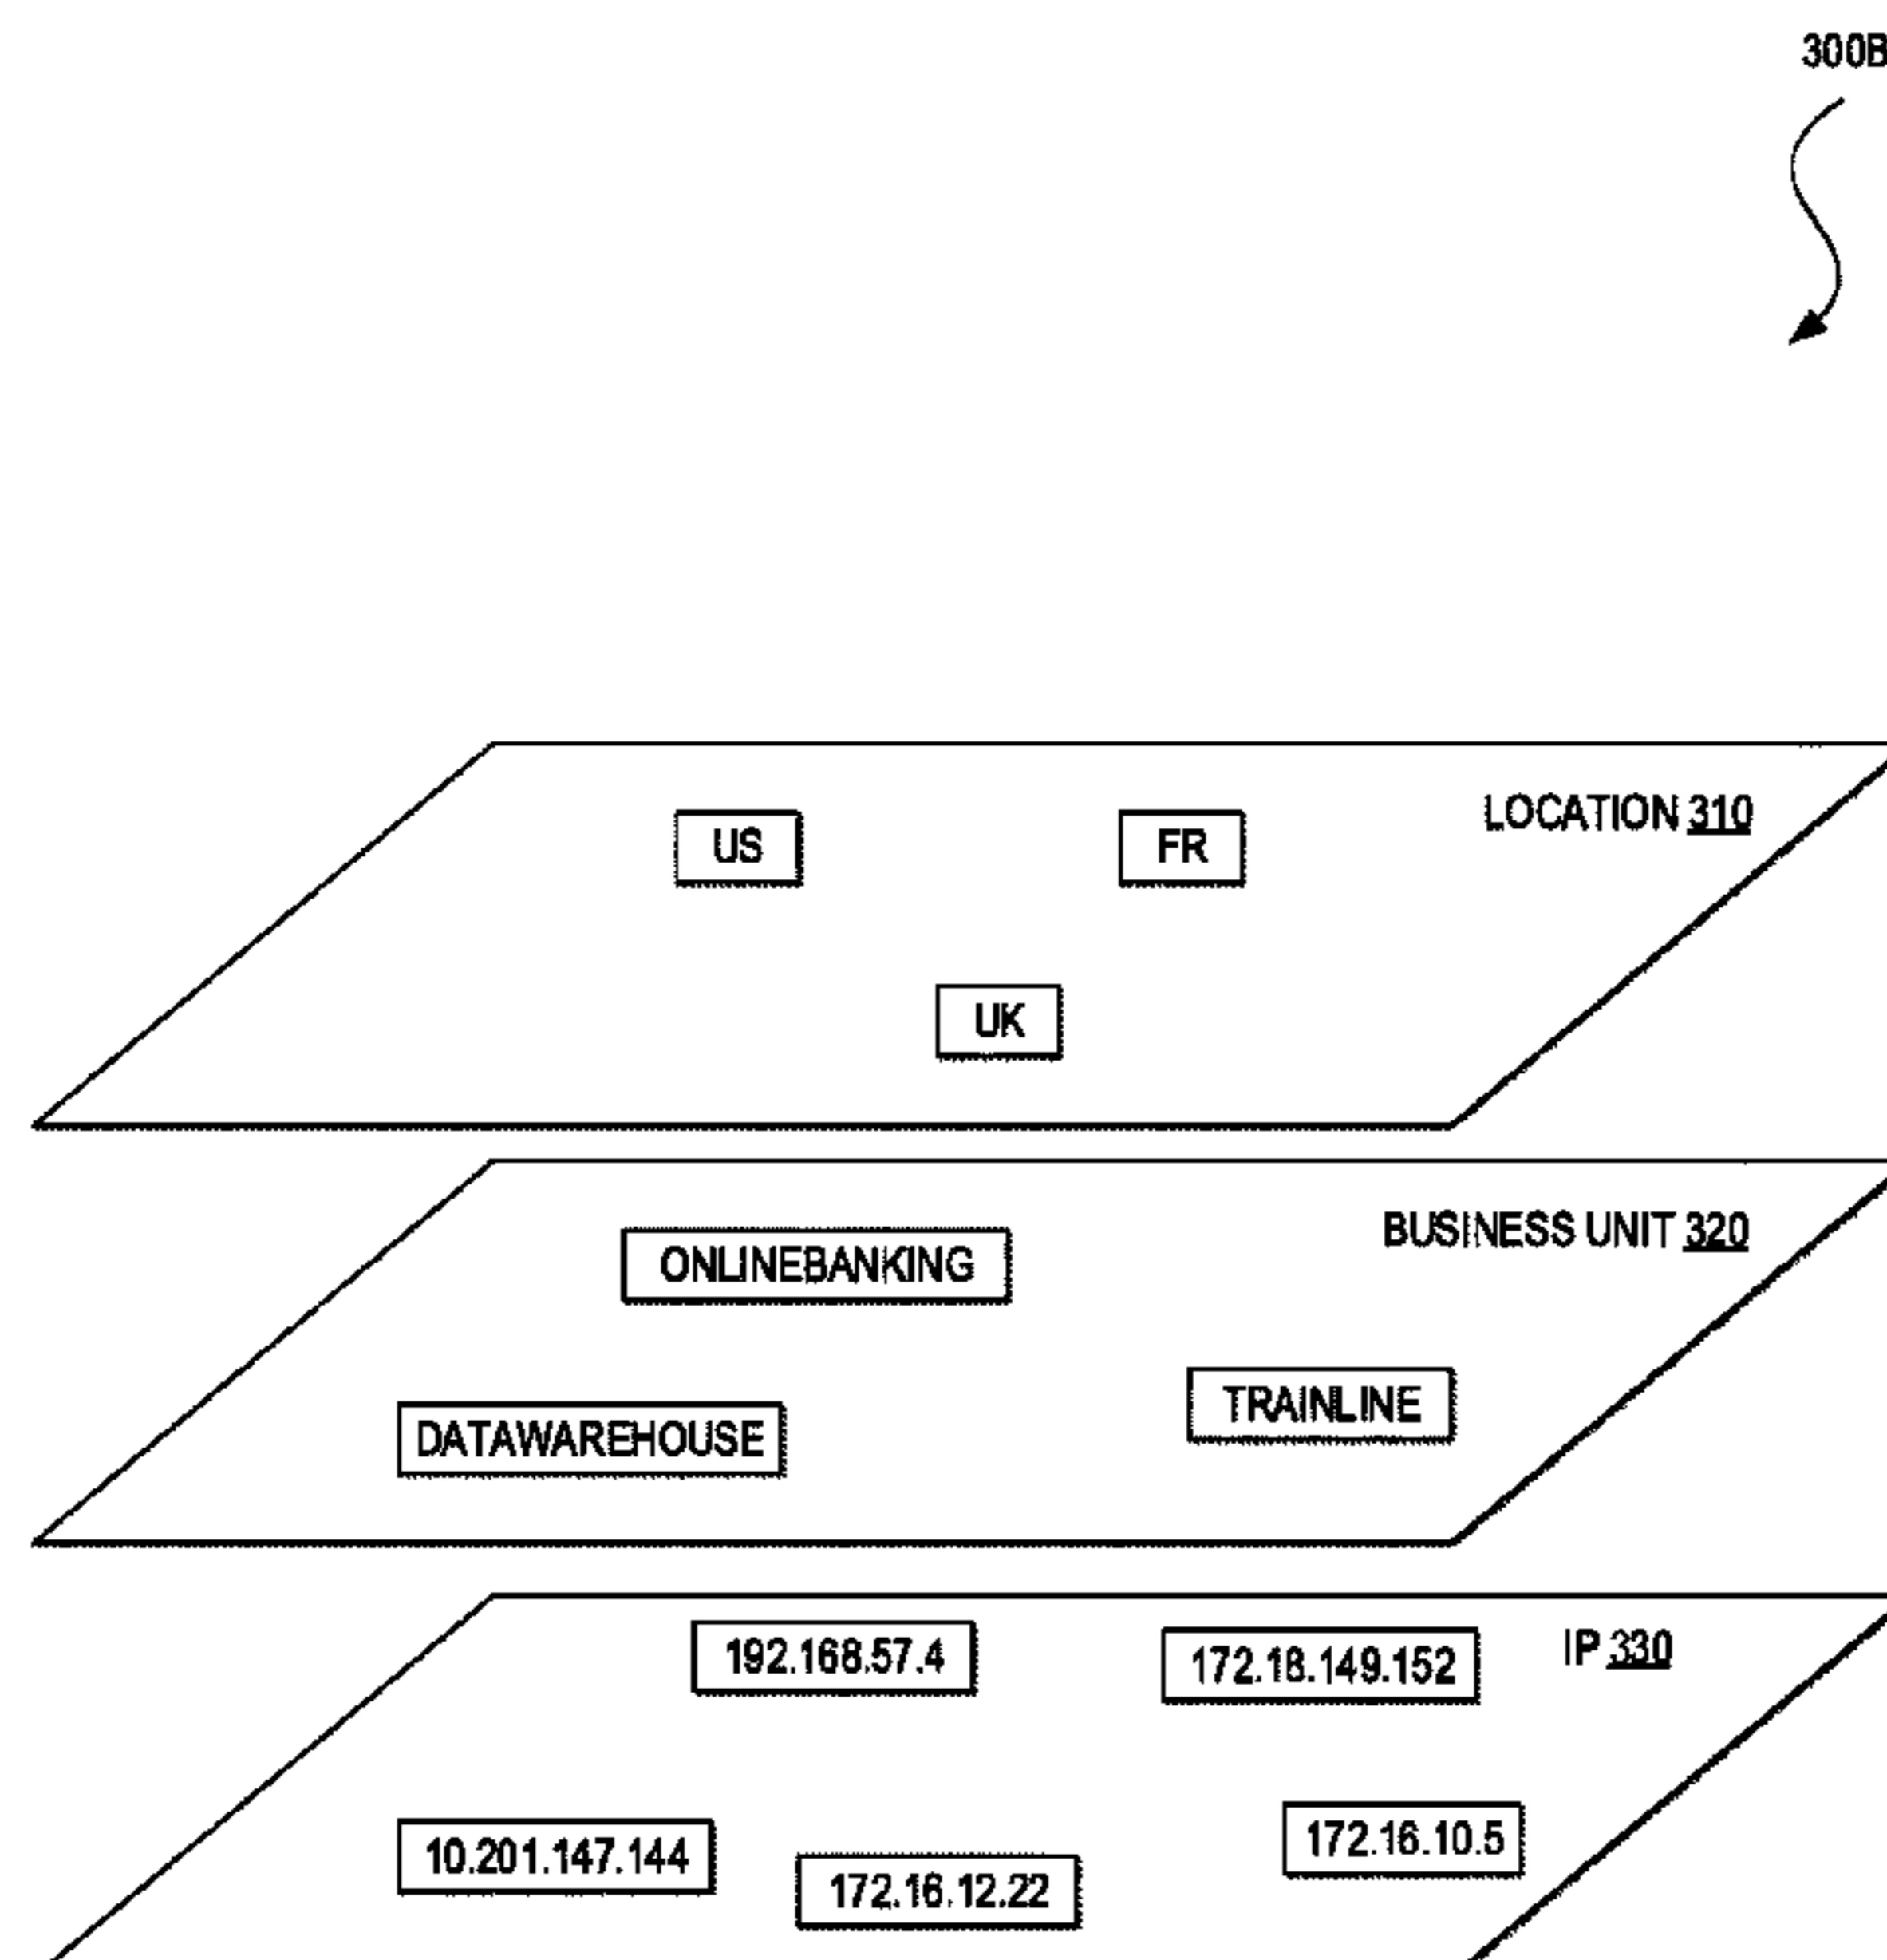 300B
US
FR
LOCATION 310
UK
ONLINEBANKING
BUSINESS UNIT 320
DATAWAREHOUSE
TRAINLINE
192.168.57.4
172.18.149.152
IP 330
10.201.147.144
172.16.12.22
172.16.10.5